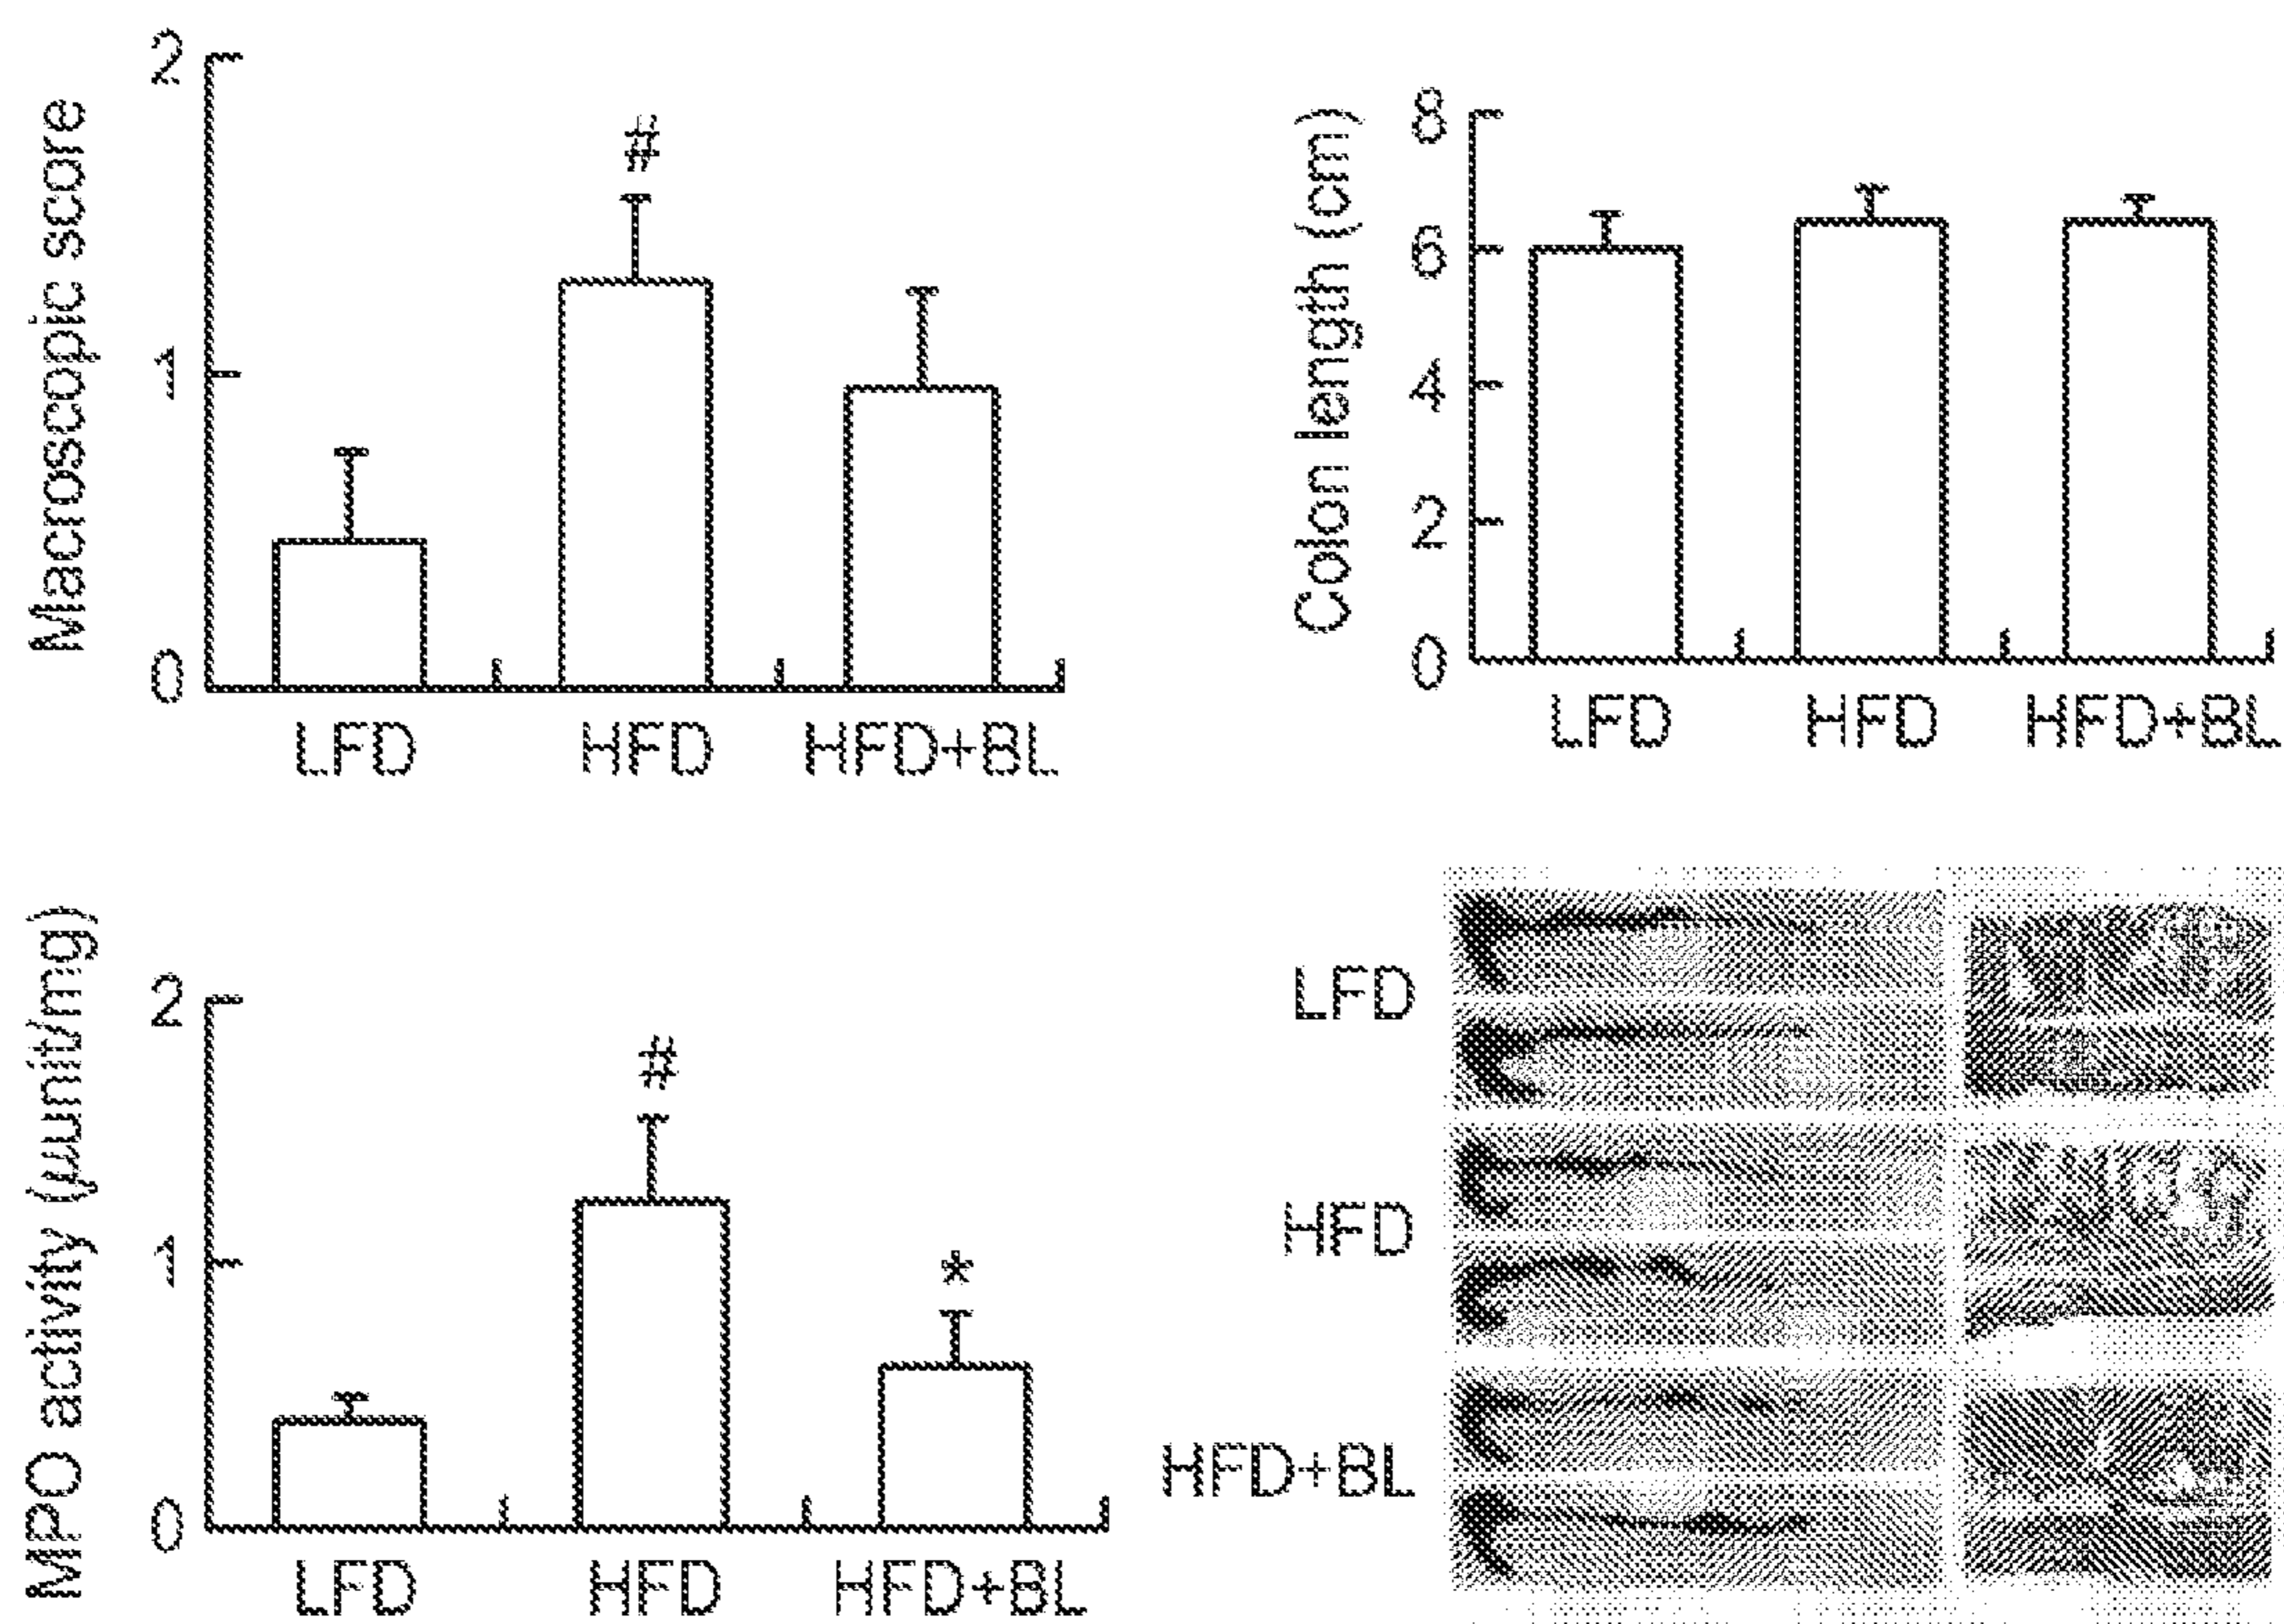 Macroscopic score
2
1
0
#
LFD HFD HFD+BL
Colon length (cm)
8
6
4
2
0
LFD HFD HFD+BL
MPO activity (μunit/mg)
2
1
0
#
*
LFD HFD HFD+BL
LFD
HFD
HFD+BL